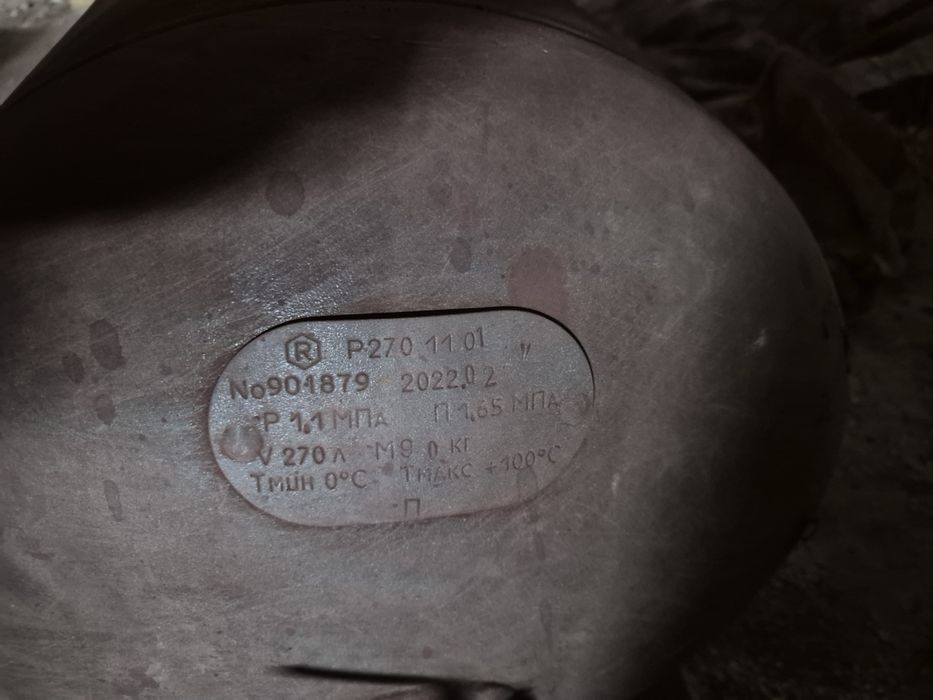 R Р270.11.01
No901879 2022.02
Р 1,1 МПа П 1,65 МПа
V 270 л М 9 0 кг
Тмин 0°С Тмакс +100°С
П